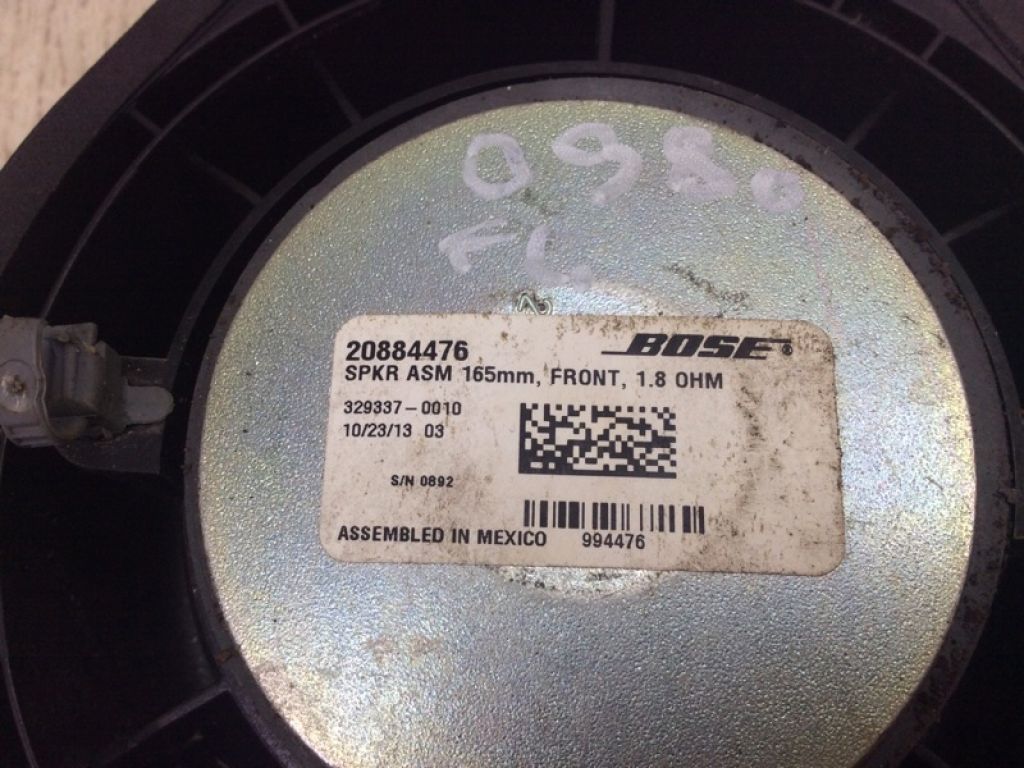 0980
FL
20884476 BOSE®
SPKR ASM 165mm, FRONT, 1.8 OHM
329337-0010
10/23/13 03
S/N 0892
ASSEMBLED IN MEXICO 994476